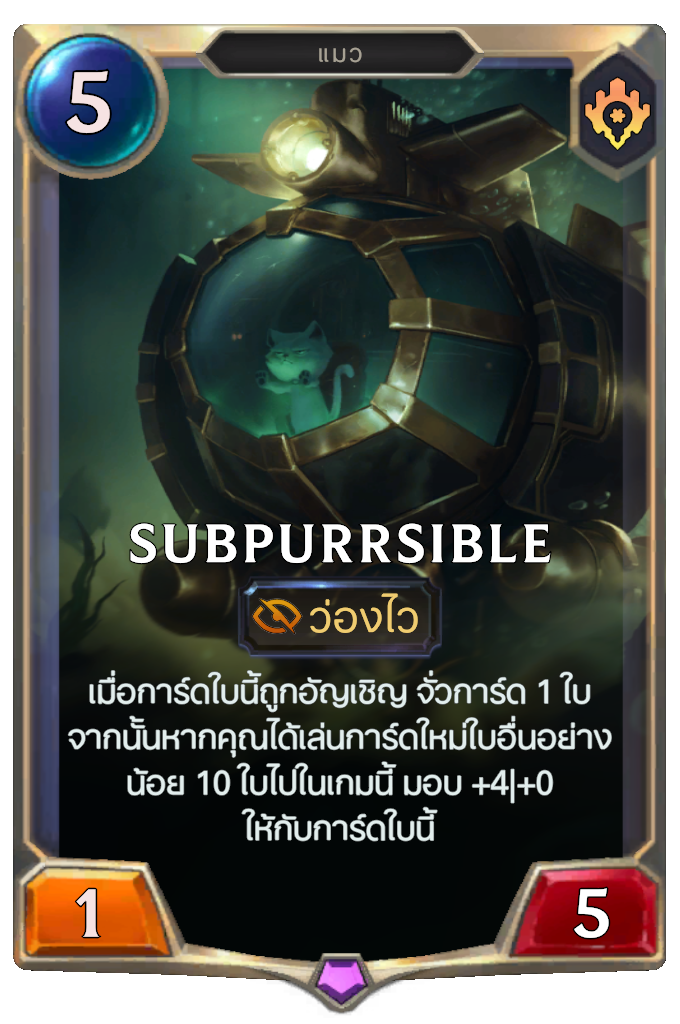 5
แมว
SUBPURRSIBLE
ว่องไว
เมื่อการ์ดใบนี้ถูกอัญเชิญ จั่วการ์ด 1 ใบ
จากนั้นหากคุณได้เล่นการ์ดใหม่ใบอื่นอย่าง
น้อย 10 ใบไปในเกมนี้ มอบ +4|+0
ให้กับการ์ดใบนี้
1
5